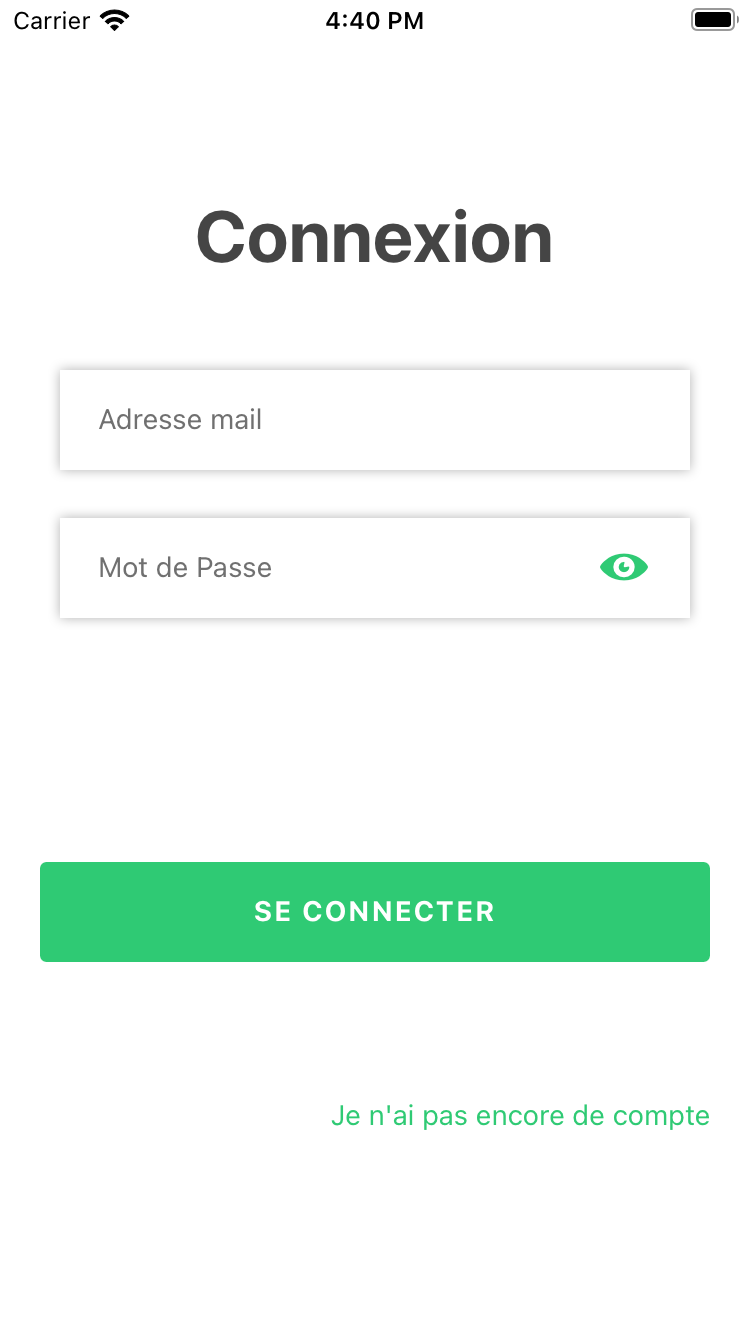 Carrier 4:40 PM
Connexion
Adresse mail
Mot de Passe
SE CONNECTER
Je n'ai pas encore de compte